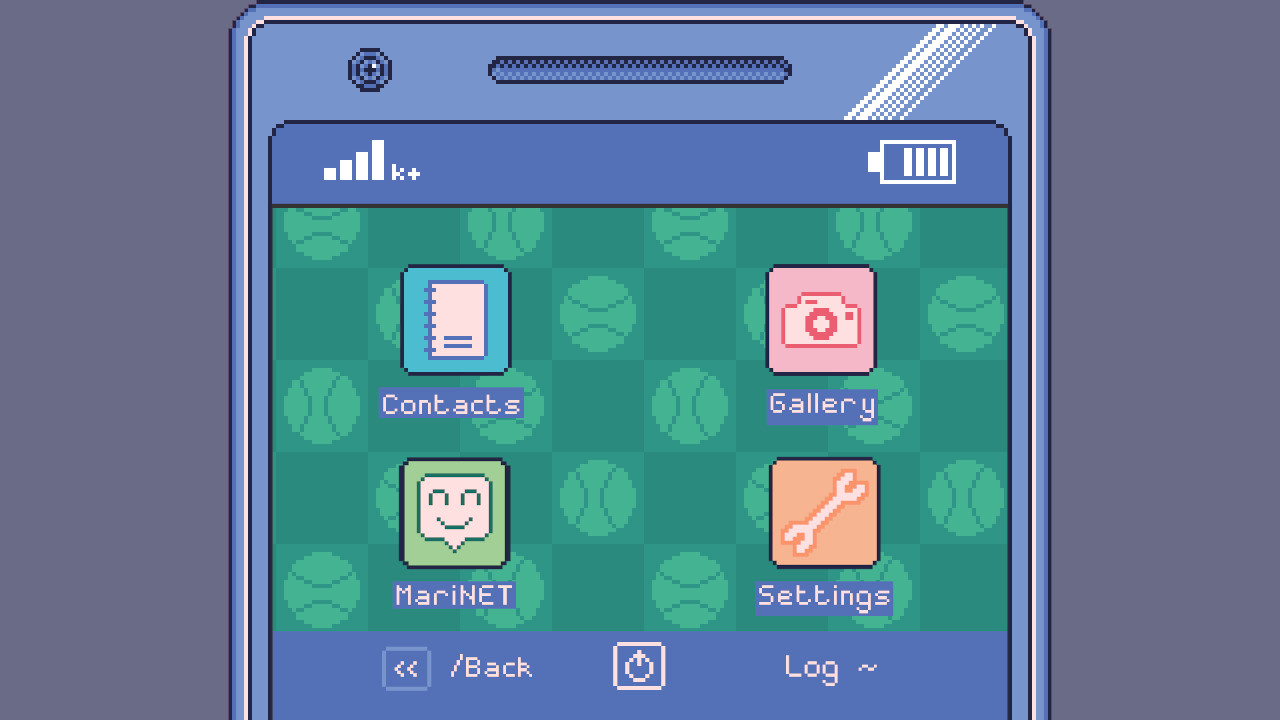 k+
Contacts
Gallery
MariNET
Settings
<< /Back
Log ~